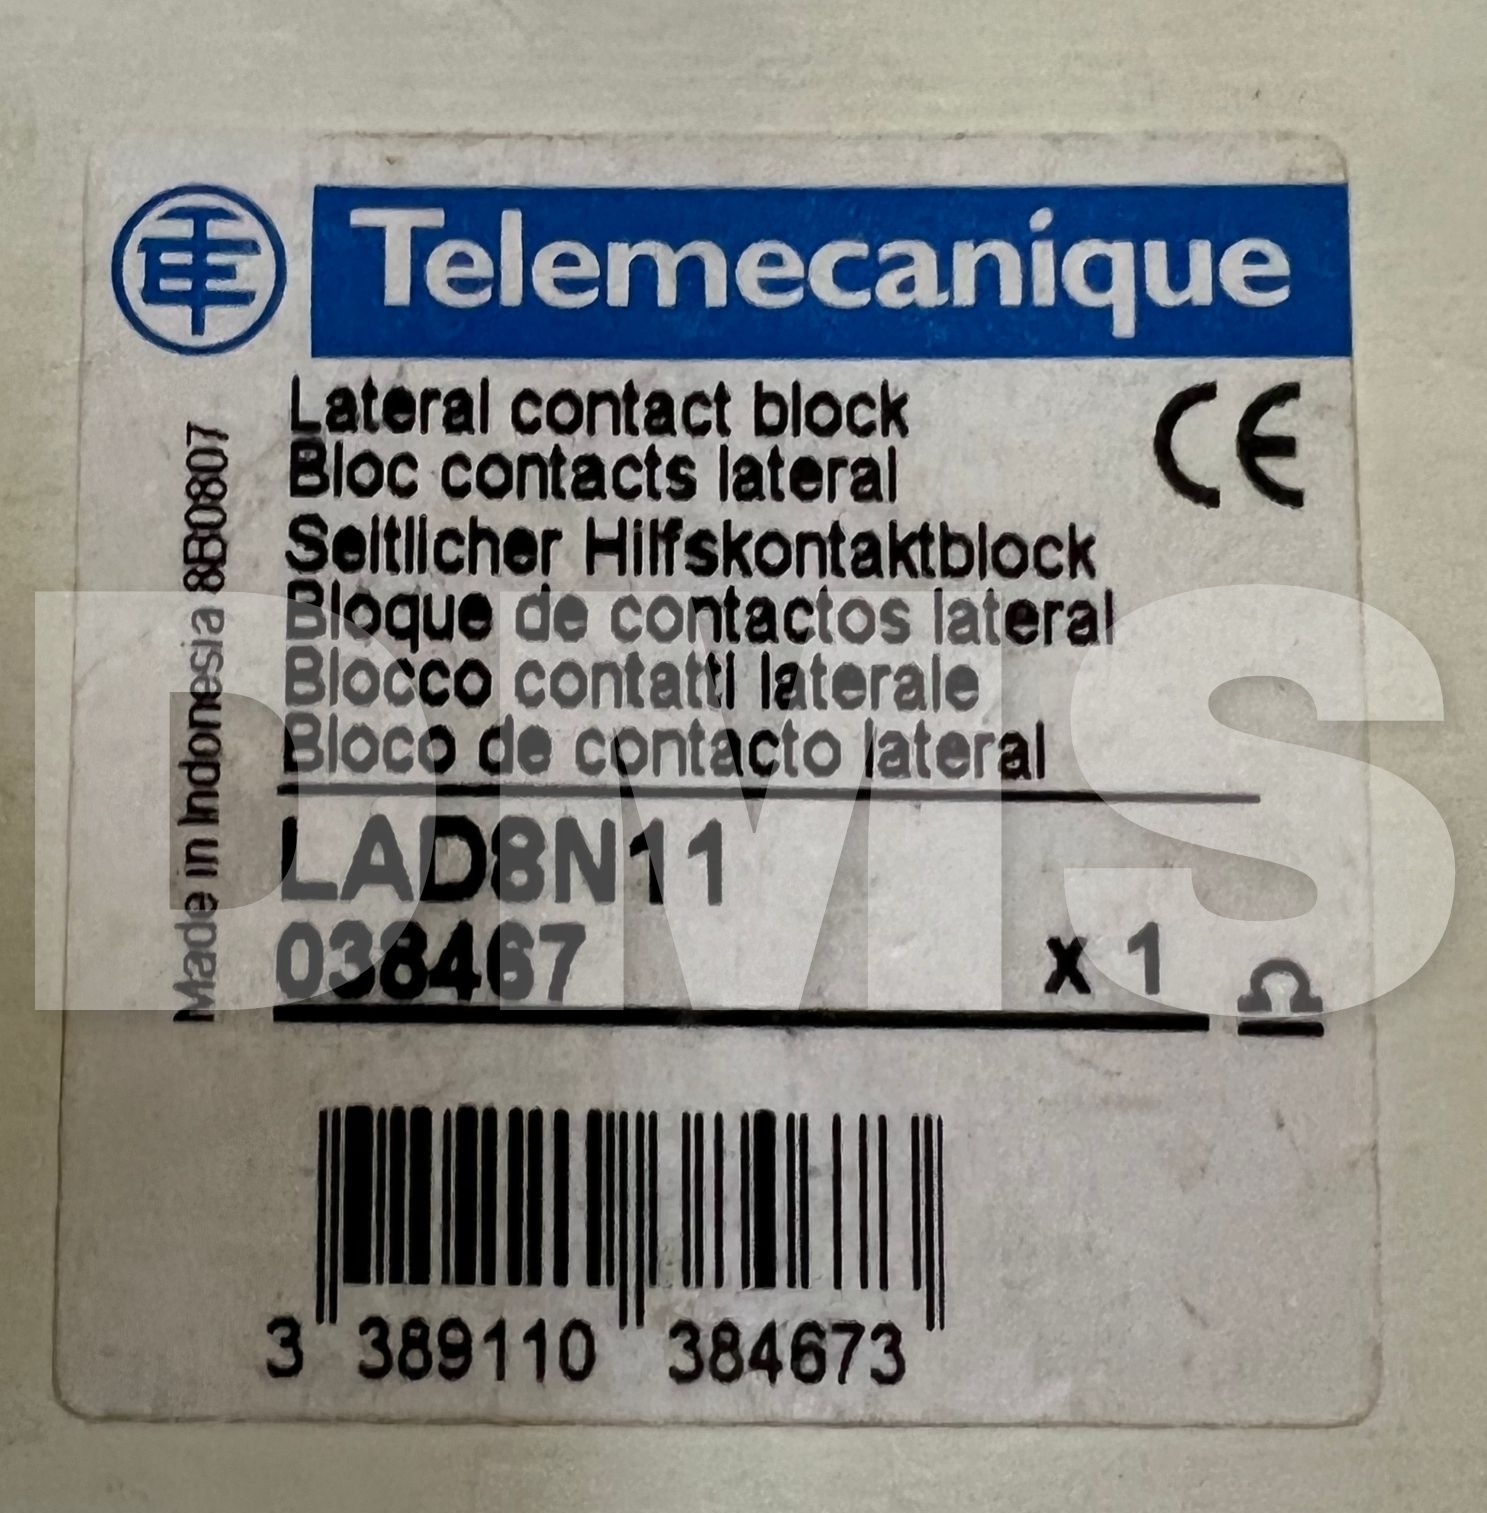 Telemecanique
Lateral contact block
Bloc contacts lateral
Seitlicher Hilfskontaktblock
Bloque de contactos lateral
Blocco contatti laterale
Bloco de contacto lateral
LAD8N11
038467
x 1
Made in Indonesia 8B0807
CE
3 389110 384673
DMS